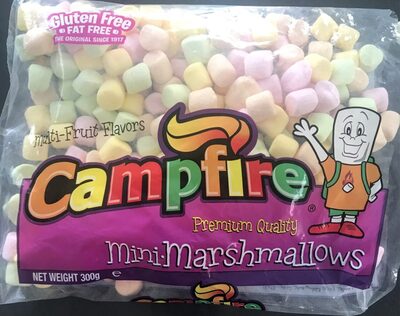 Gluten Free
FAT FREE
THE ORIGINAL SINCE 1917
Multi-Fruit Flavors
Campfire®
Premium Quality
Mini-Marshmallows
NET WEIGHT 300g e
Campfire